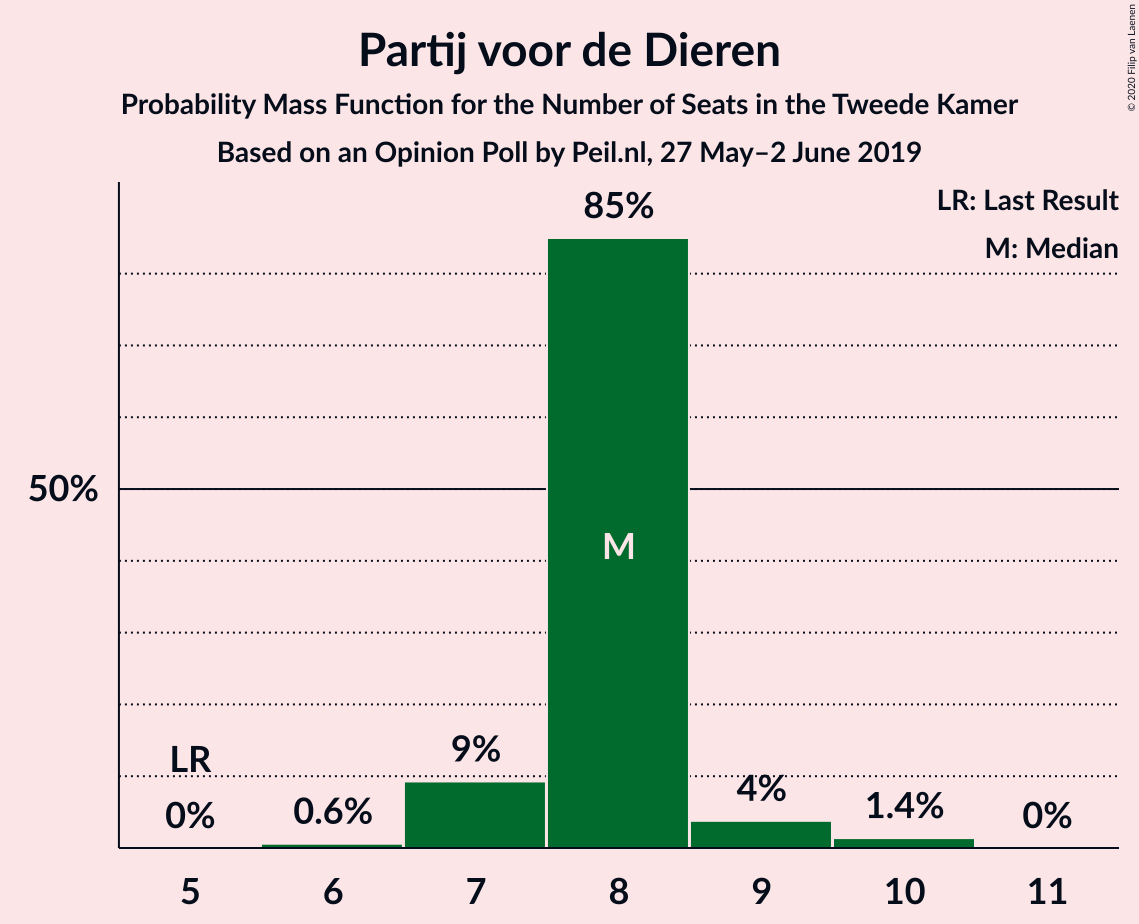 Partij voor de Dieren
Probability Mass Function for the Number of Seats in the Tweede Kamer
Based on an Opinion Poll by Peil.nl, 27 May–2 June 2019
© 2020 Filip van Laenen
LR: Last Result
M: Median
85%
50%
M
LR
0%
0.6%
9%
4%
1.4%
0%
5 6 7 8 9 10 11